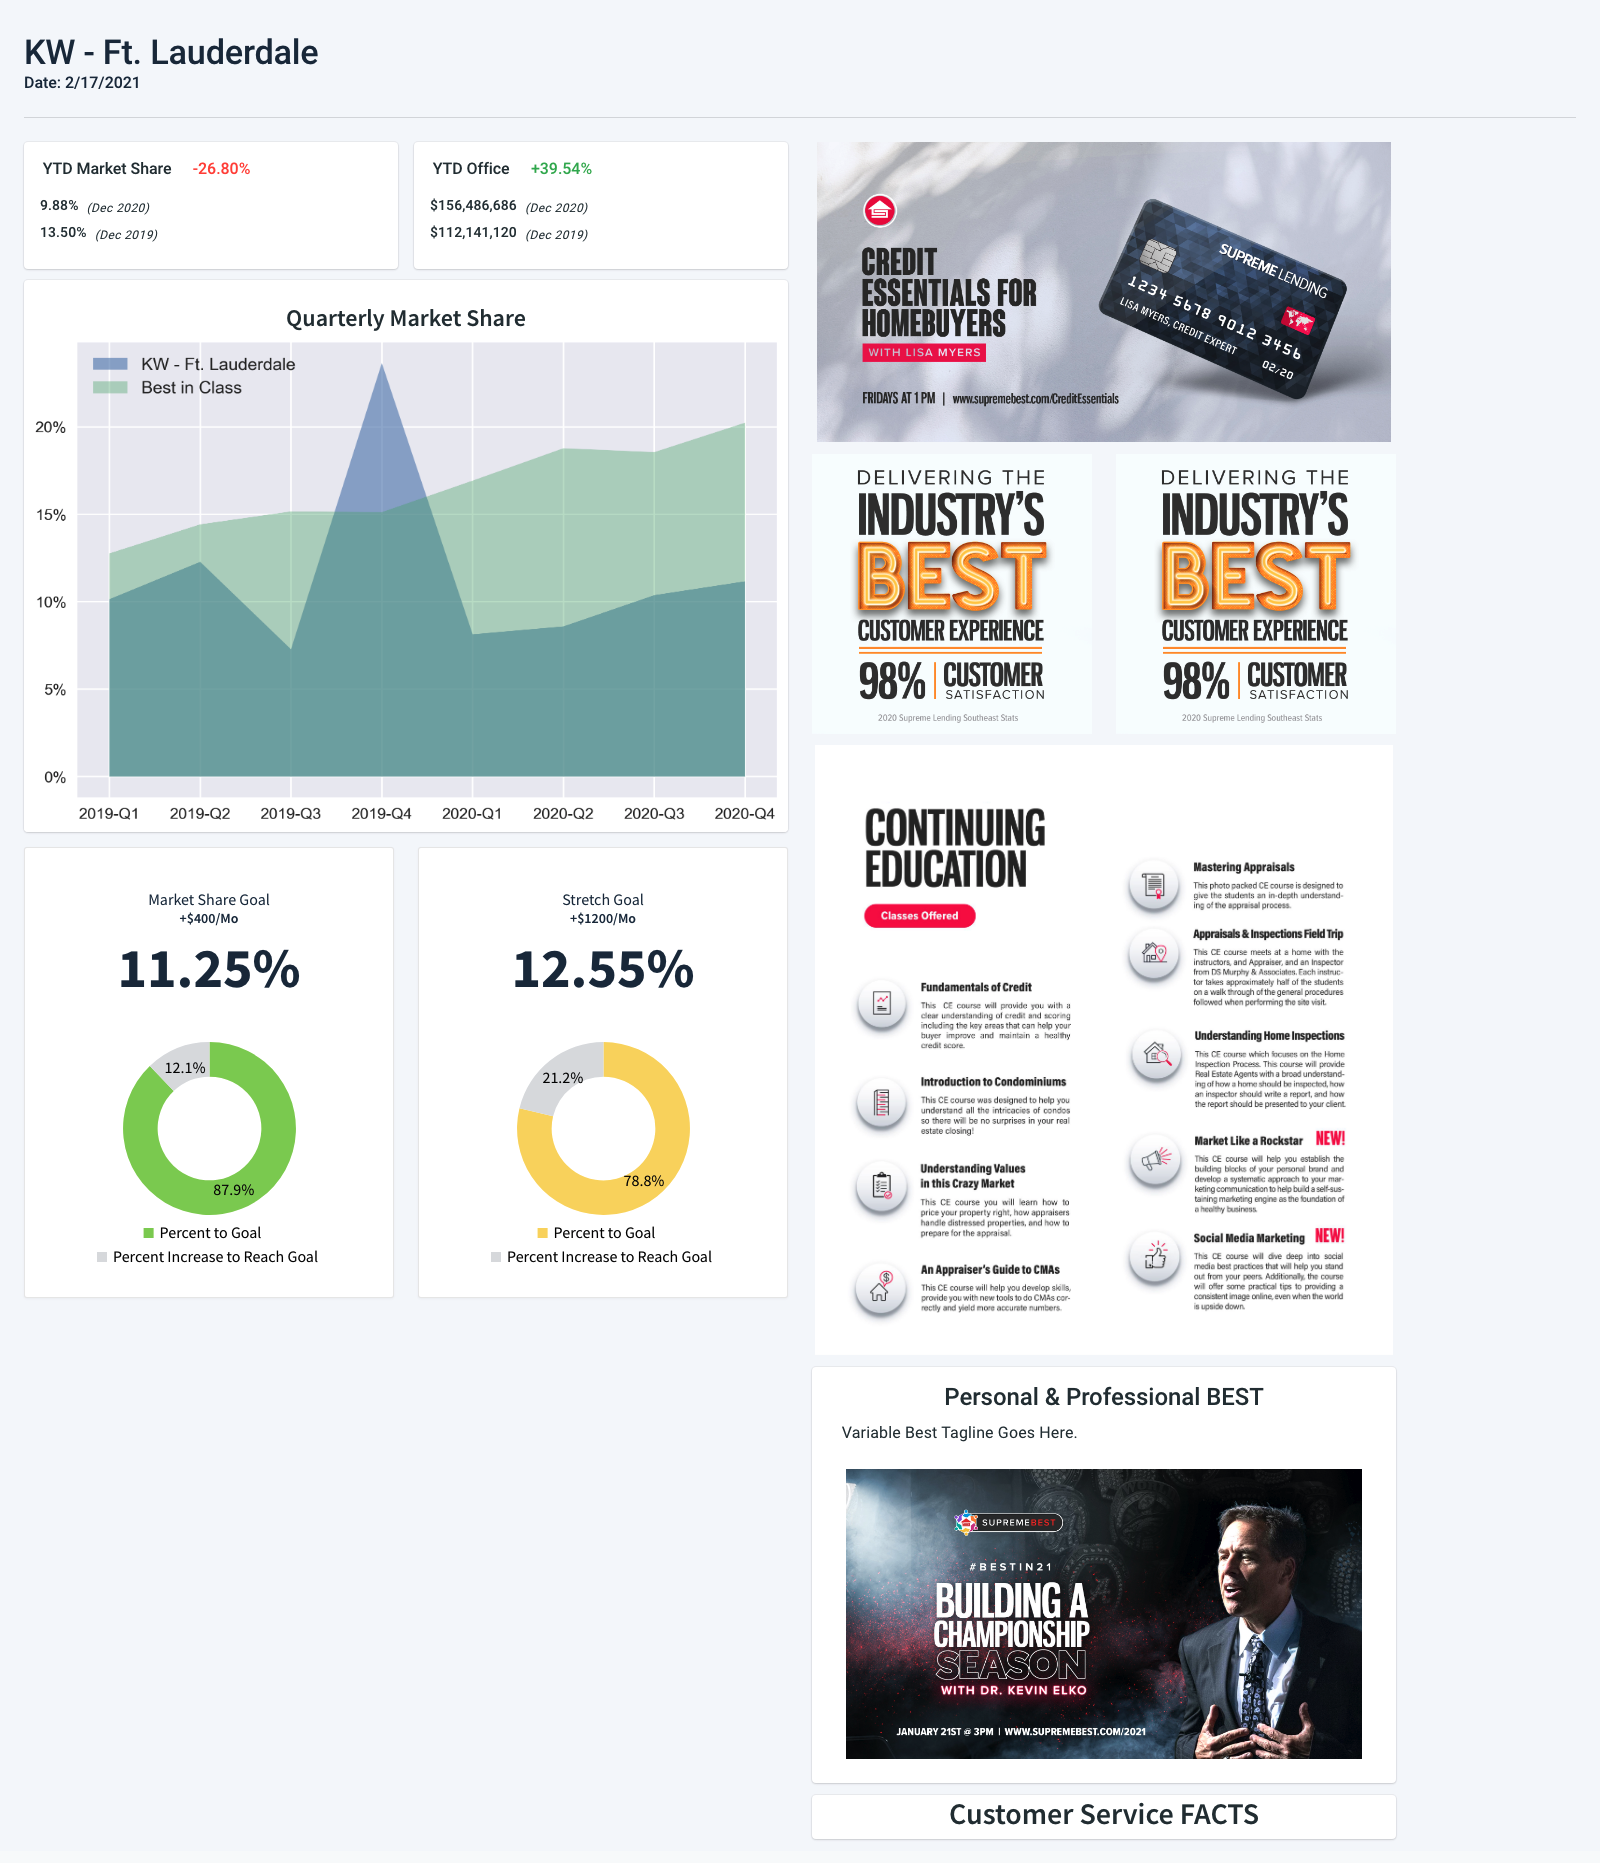 KW - Ft. Lauderdale
Date: 2/17/2021
YTD Market Share -26.80%
9.88% (Dec 2020)
13.50% (Dec 2019)
YTD Office +39.54%
$156,486,686 (Dec 2020)
$112,141,120 (Dec 2019)
Quarterly Market Share
KW - Ft. Lauderdale
Best in Class
20%
15%
10%
5%
0%
2019-Q1 2019-Q2 2019-Q3 2019-Q4 2020-Q1 2020-Q2 2020-Q3 2020-Q4
Market Share Goal
+$400/Mo
11.25%
12.1%
87.9%
Percent to Goal
Percent Increase to Reach Goal
Stretch Goal
+$1200/Mo
12.55%
21.2%
78.8%
Percent to Goal
Percent Increase to Reach Goal
CREDIT
ESSENTIALS FOR
HOMEBUYERS
WITH LISA MYERS
FRIDAYS AT 1 PM | www.supremebest.com/CreditEssentials
SUPREME LENDING
1234 5678 9012 3456
LISA MYERS, CREDIT EXPERT
02/20
DELIVERING THE
INDUSTRY'S
BEST
CUSTOMER EXPERIENCE
98% | CUSTOMER
SATISFACTION
2020 Supreme Lending Southeast Stats
DELIVERING THE
INDUSTRY'S
BEST
CUSTOMER EXPERIENCE
98% | CUSTOMER
SATISFACTION
2020 Supreme Lending Southeast Stats
CONTINUING
EDUCATION
Classes Offered
Fundamentals of Credit
This CE course will provide you with a
clear understanding of credit and scoring
including the key areas that can help your
buyer improve and maintain a healthy
credit score.
Introduction to Condominiums
This CE course was designed to help you
understand all the intricacies of condos
so there will be no surprises in your real
estate closing!
Understanding Values
in this Crazy Market
This CE course you will learn how to
price your property right, how appraisers
handle distressed properties, and how to
prepare for the appraisal.
An Appraiser's Guide to CMAs
This CE course will help you develop skills,
provide you with new tools to do CMAs cor-
rectly and yield more accurate numbers.
Mastering Appraisals
This photo packed CE course is designed to
give the students an in-depth understand-
ing of the appraisal process.
Appraisals & Inspections Field Trip
This CE course meets at a home with the
instructors, and Appraiser, and an Inspector
from DS Murphy & Associates. Each instruc-
tor takes approximately half of the students
on a walk through of the general procedures
followed when performing the site visit.
Understanding Home Inspections
This CE course which focuses on the Home
Inspection Process. This course will provide
Real Estate Agents with a broad understand-
ing of how a home should be inspected, how
an inspector should write a report, and how
the report should be presented to your client.
Market Like a Rockstar NEW!
This CE course will help you establish the
building blocks of your personal brand and
develop a systematic approach to your mar-
keting communication to help build a self-sus-
taining marketing engine as the foundation of
a healthy business.
Social Media Marketing NEW!
This CE course will dive deep into social
media best practices that will help you stand
out from your peers. Additionally, the course
will offer some practical tips to providing a
consistent image online, even when the world
is upside down.
Personal & Professional BEST
Variable Best Tagline Goes Here.
SUPREMEBEST
#BESTIN21
BUILDING A
CHAMPIONSHIP
SEASON
WITH DR. KEVIN ELKO
JANUARY 21ST @ 3PM | WWW.SUPREMEBEST.COM/2021
Customer Service FACTS